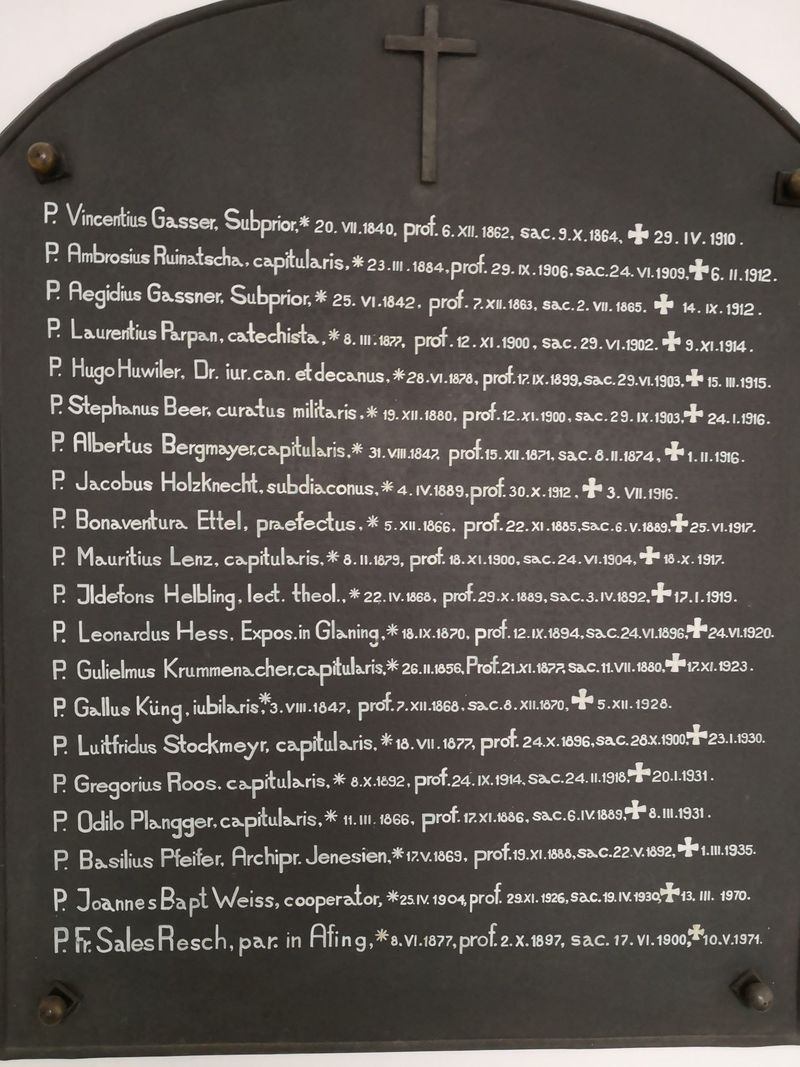 P. Vincentius Gasser, Subprior, * 20. VII. 1840, prof. 6. XII. 1862, sac. 9. X. 1864, ✠ 29. IV. 1910.
P. Ambrosius Ruinatscha, capitularis, * 23. III. 1884, prof. 29. IX. 1906, sac. 24. VI. 1909, ✠ 6. II. 1912.
P. Aegidius Gassner, Subprior, * 25. VI. 1842. prof. 7. XII. 1863, sac. 2. VII. 1865. ✠ 14. IX. 1912.
P. Laurentius Parpan, catechista, * 8. III. 1877, prof. 12. XI. 1900, sac. 29. VI. 1902. ✠ 9. XI. 1914.
P. Hugo Huwiler, Dr. iur. can. et decanus, * 28. VI. 1878, prof. 17. IX. 1899, sac. 29. VI. 1903, ✠ 15. III. 1915.
P. Stephanus Beer, curatus militaris, * 19. XII. 1880, prof. 12. XI. 1900, sac. 29. IX. 1903, ✠ 24. I. 1916.
P. Albertus Bergmayer, capitularis, * 31. VIII. 1847, prof. 15. XII. 1871, sac. 8. II. 1874, ✠ 1. II. 1916.
P. Jacobus Holzknecht, subdiaconus, * 4. IV. 1889, prof. 30. X. 1912, ✠ 3. VII. 1916.
P. Bonaventura Ettel, praefectus, * 5. XII. 1866, prof. 22. XI. 1885, sac. 6. V. 1889, ✠ 25. VI. 1917.
P. Mauritius Lenz, capitularis, * 8. II. 1879, prof. 18. XI. 1900, sac. 24. VI. 1904, ✠ 18. X. 1917.
P. Jldefons Helbling, lect. theol., * 22. IV. 1868, prof. 29. X. 1889, sac. 3. IV. 1892, ✠ 17. I. 1919.
P. Leonardus Hess, Expos. in Glaning, * 18. IX. 1870, prof. 12. IX. 1894, sac. 24. VI. 1896, ✠ 24. VI. 1920.
P. Gulielmus Krummenacher, capitularis, * 26. II. 1856, Prof. 21. XI. 1877, sac. 11. VII. 1880, ✠ 17. XI. 1923.
P. Gallus Küng, iubilaris, * 3. VIII. 1847, prof. 7. XII. 1868, sac. 8. XII. 1870, ✠ 5. XII. 1928.
P. Luitfridus Stockmeyr, capitularis, * 18. VII. 1877, prof. 24. X. 1896, sac. 28. X. 1900, ✠ 23. I. 1930.
P. Gregorius Roos, capitularis, * 8. X. 1892, prof. 24. IX. 1914, sac. 24. II. 1918, ✠ 20. I. 1931.
P. Odilo Plangger, capitularis, * 11. III. 1866, prof. 17. XI. 1886, sac. 6. IV. 1889, ✠ 8. III. 1931.
P. Basilius Pfeifer, Archipr. Jenesien, * 17. V. 1869, prof. 19. XI. 1888, sac. 22. V. 1892, ✠ 1. III. 1935.
P. Joannes Bapt Weiss, cooperator, * 25. IV. 1904, prof. 29. XI. 1926, sac. 19. IV. 1930, ✠ 13. III. 1970.
P. Fr. Sales Resch, par. in Afing, * 8. VI. 1877, prof. 2. X. 1897, sac. 17. VI. 1900, ✠ 10. V. 1971.